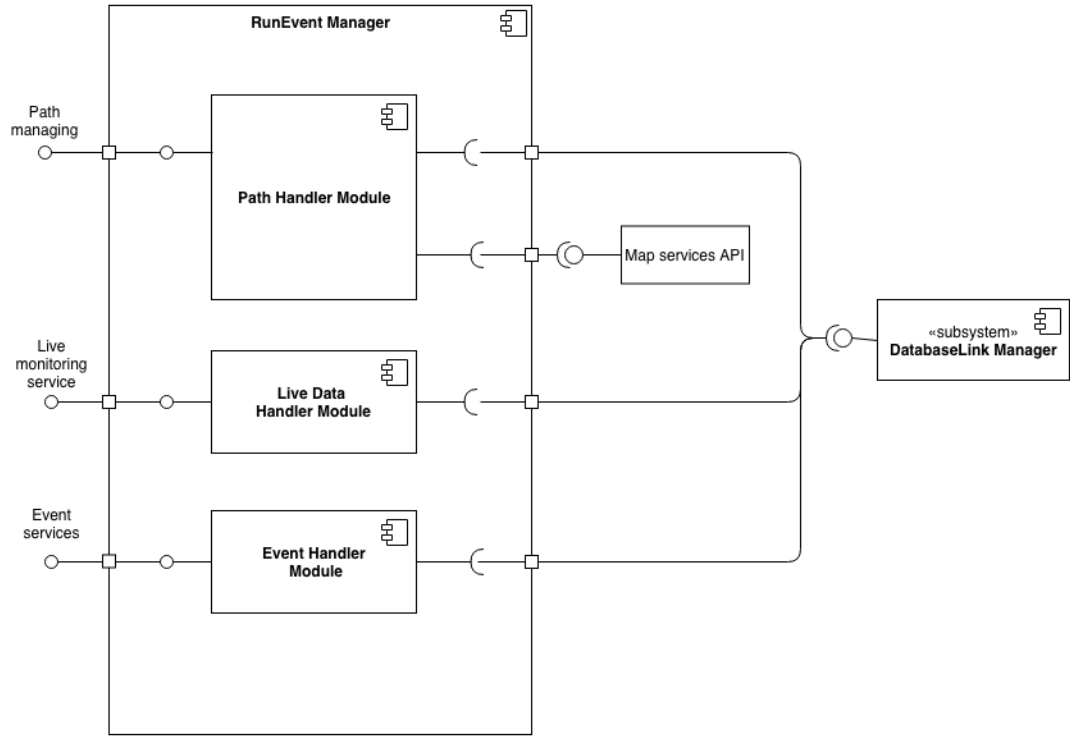 RunEvent Manager
Path
managing
Path Handler Module
Map services API
«subsystem»
DatabaseLink Manager
Live
monitoring
service
Live Data
Handler Module
Event
services
Event Handler
Module